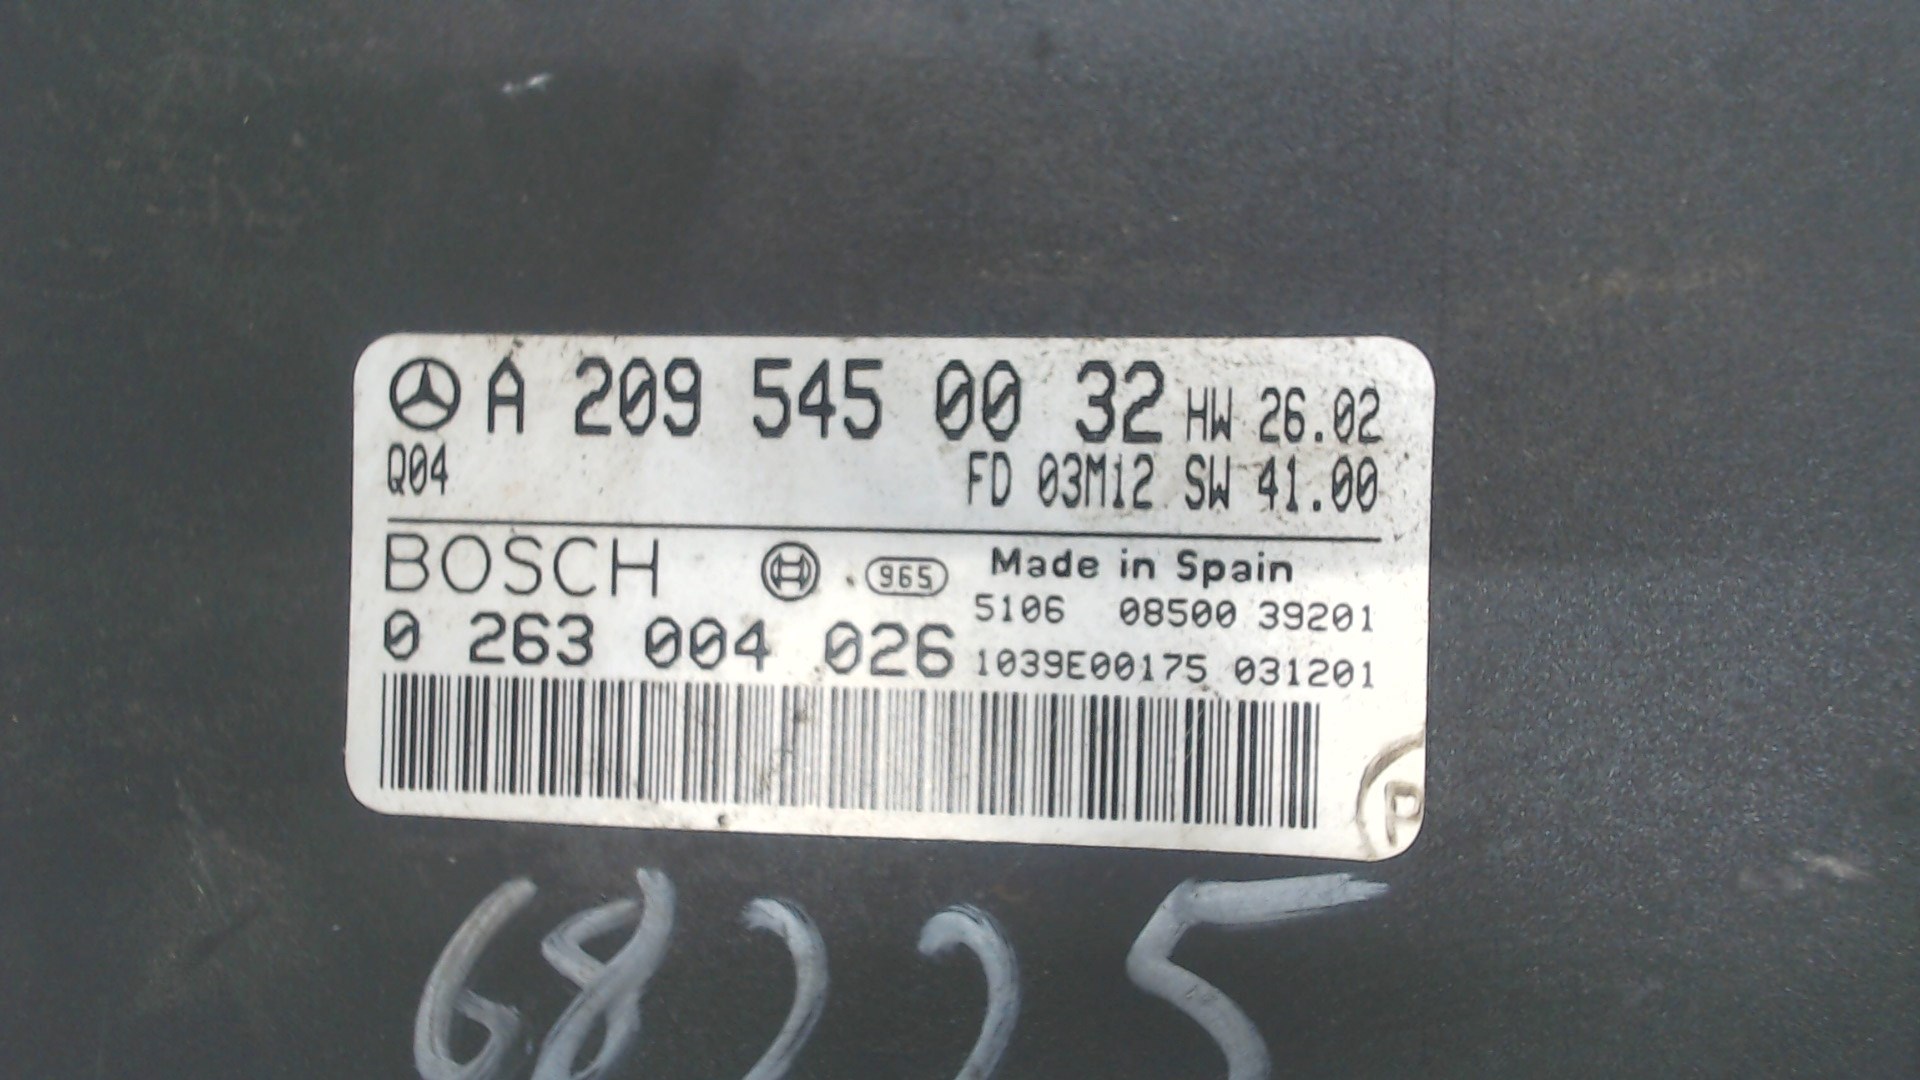 A 209 545 00 32 HW 26.02
Q04 FD 03M12 SW 41.00
BOSCH 965 Made in Spain
5106 08500 39201
0 263 004 026 1039E00175 031201
P